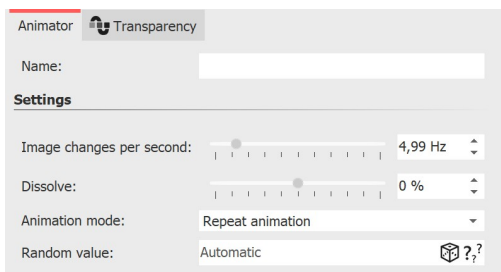 Animator Transparency
Name:
Settings
Image changes per second: 4,99 Hz
Dissolve: 0 %
Animation mode: Repeat animation
Random value: Automatic ???